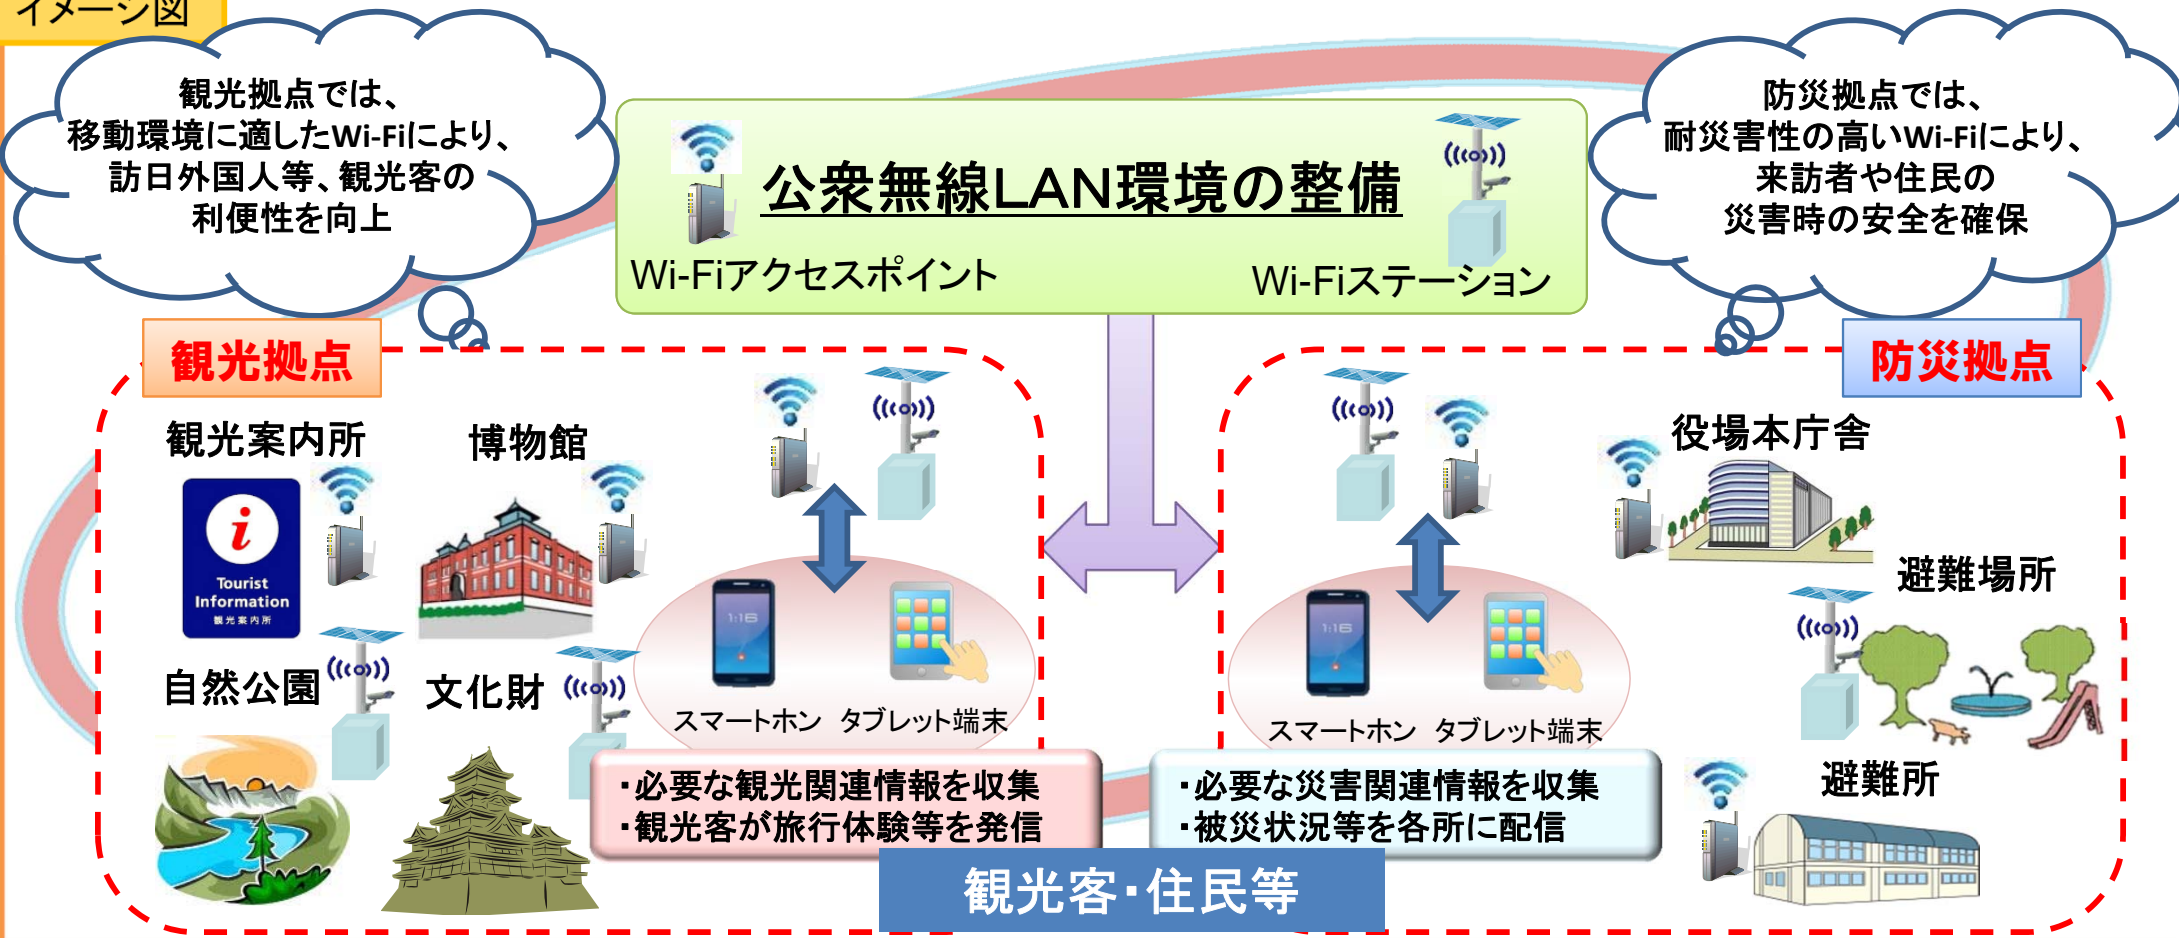 イメージ図
観光拠点では、
移動環境に適したWi-Fiにより、
訪日外国人等、観光客の
利便性を向上
公衆無線LAN環境の整備
Wi-Fiアクセスポイント
Wi-Fiステーション
防災拠点では、
耐災害性の高いWi-Fiにより、
来訪者や住民の
災害時の安全を確保
観光拠点
観光案内所
博物館
i
Tourist
Information
観光案内所
自然公園
文化財
1:16
スマートホン タブレット端末
・必要な観光関連情報を収集
・観光客が旅行体験等を発信
防災拠点
役場本庁舎
避難場所
避難所
1:16
スマートホン タブレット端末
・必要な災害関連情報を収集
・被災状況等を各所に配信
観光客・住民等